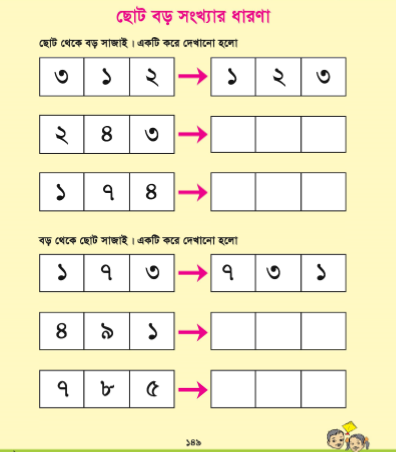 ছোট বড় সংখ্যার ধারণা
ছোট থেকে বড় সাজাই। একটি করে দেখানো হলো
৩ ১ ২ ১ ২ ৩
২ ৪ ৩
১ ৭ ৪
বড় থেকে ছোট সাজাই। একটি করে দেখানো হলো
১ ৭ ৩ ৭ ৩ ১
৪ ৯ ১
৭ ৮ ৫
১৪৯